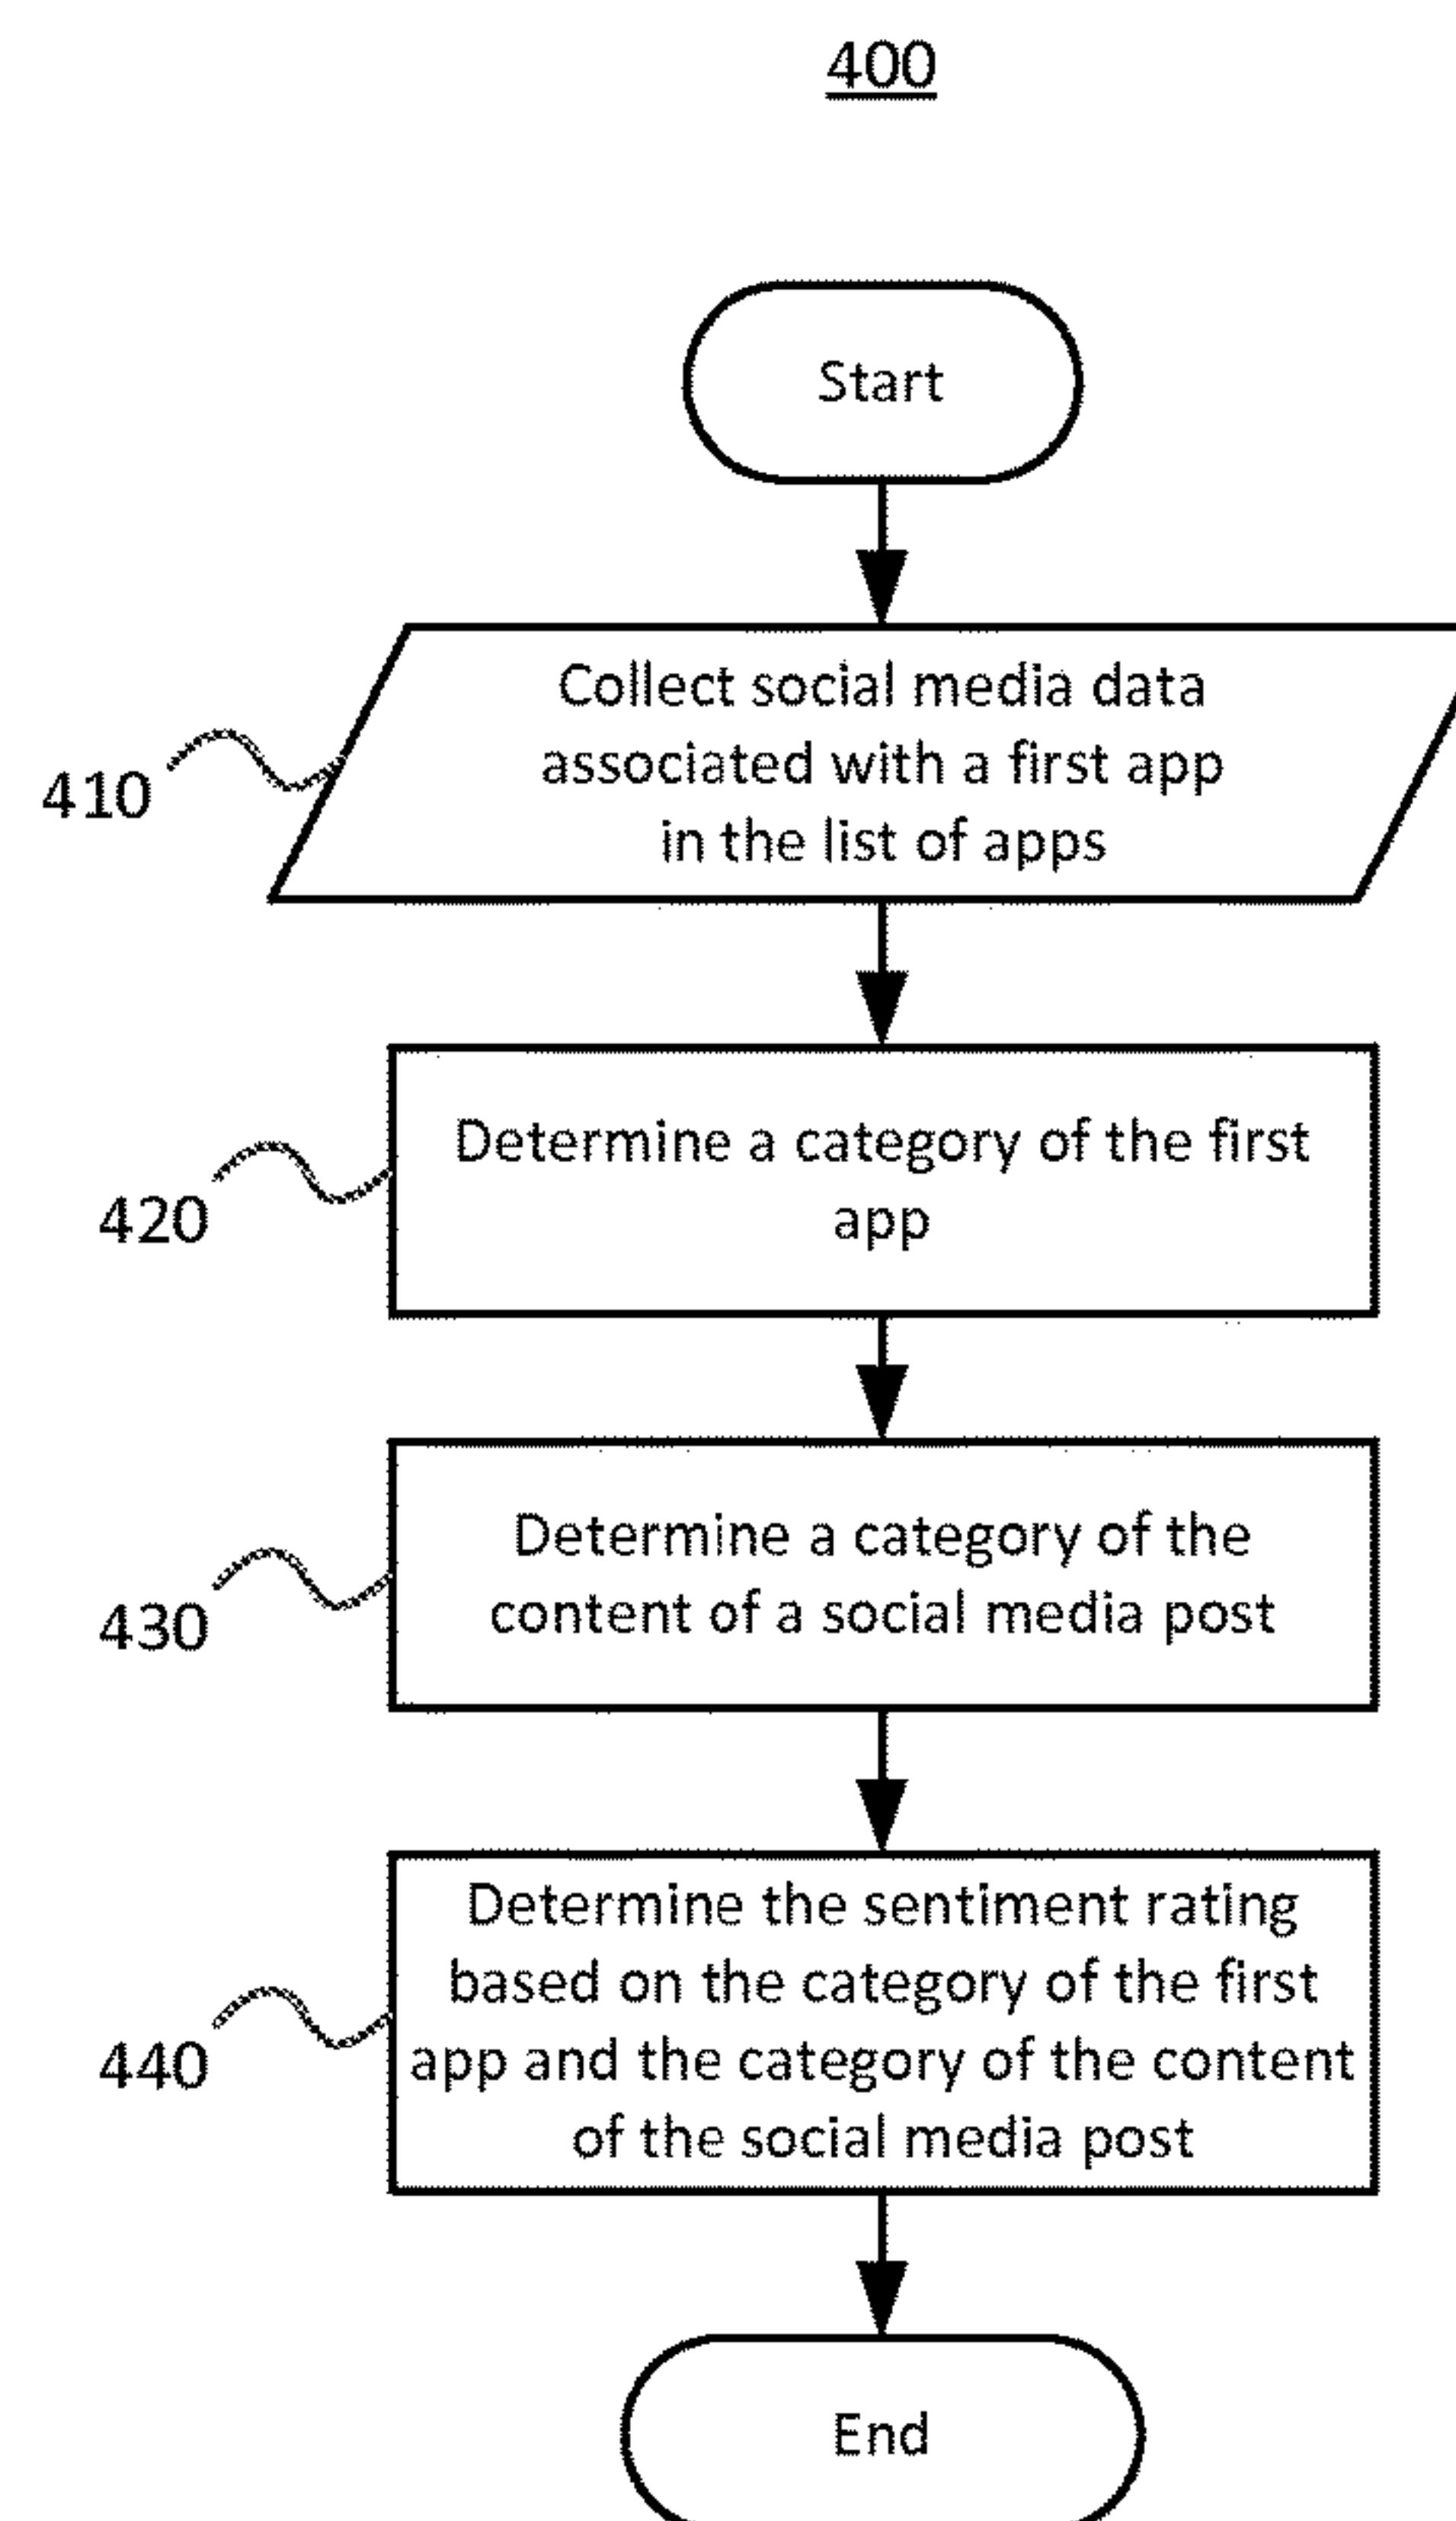 400
Start
Collect social media data
associated with a first app
in the list of apps
410
Determine a category of the first
app
420
Determine a category of the
content of a social media post
430
Determine the sentiment rating
based on the category of the first
app and the category of the content
of the social media post
440
End